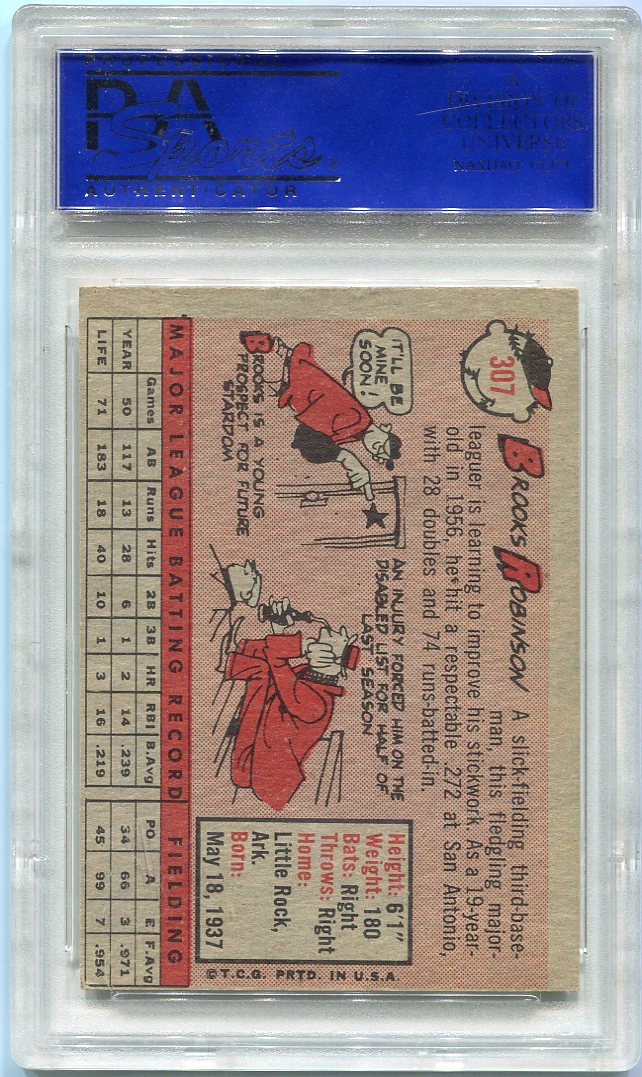 PROFESSIONAL
PSA
Sports
AUTHENTICATOR
A
DIVISION OF
COLLECTORS
UNIVERSE
NASDAQ: CLCT
307
BROOKS ROBINSON
A slick-fielding third-base-
man, this fledgling major-
leaguer is learning to improve his stickwork. As a 19-year-
old in 1956, he hit a respectable .272 at San Antonio,
with 28 doubles and 74 runs-batted-in.
IT'LL BE
MINE
SOON!
BROOKS IS A YOUNG
PROSPECT FOR FUTURE
STARDOM
AN INJURY FORCED HIM ON THE
DISABLED LIST FOR HALF OF
LAST SEASON
Height: 6'1"
Weight: 180
Bats: Right
Throws: Right
Home:
Little Rock,
Ark.
Born:
May 18, 1937
©T.C.G. PRTD. IN U.S.A.
MAJOR LEAGUE BATTING RECORD FIELDING
Games AB Runs Hits 2B 3B HR RBI B.Avg PO A E F.Avg
YEAR 50 117 13 28 6 1 2 14 .239 34 66 3 .971
LIFE 71 183 18 40 10 1 3 16 .219 45 99 7 .954